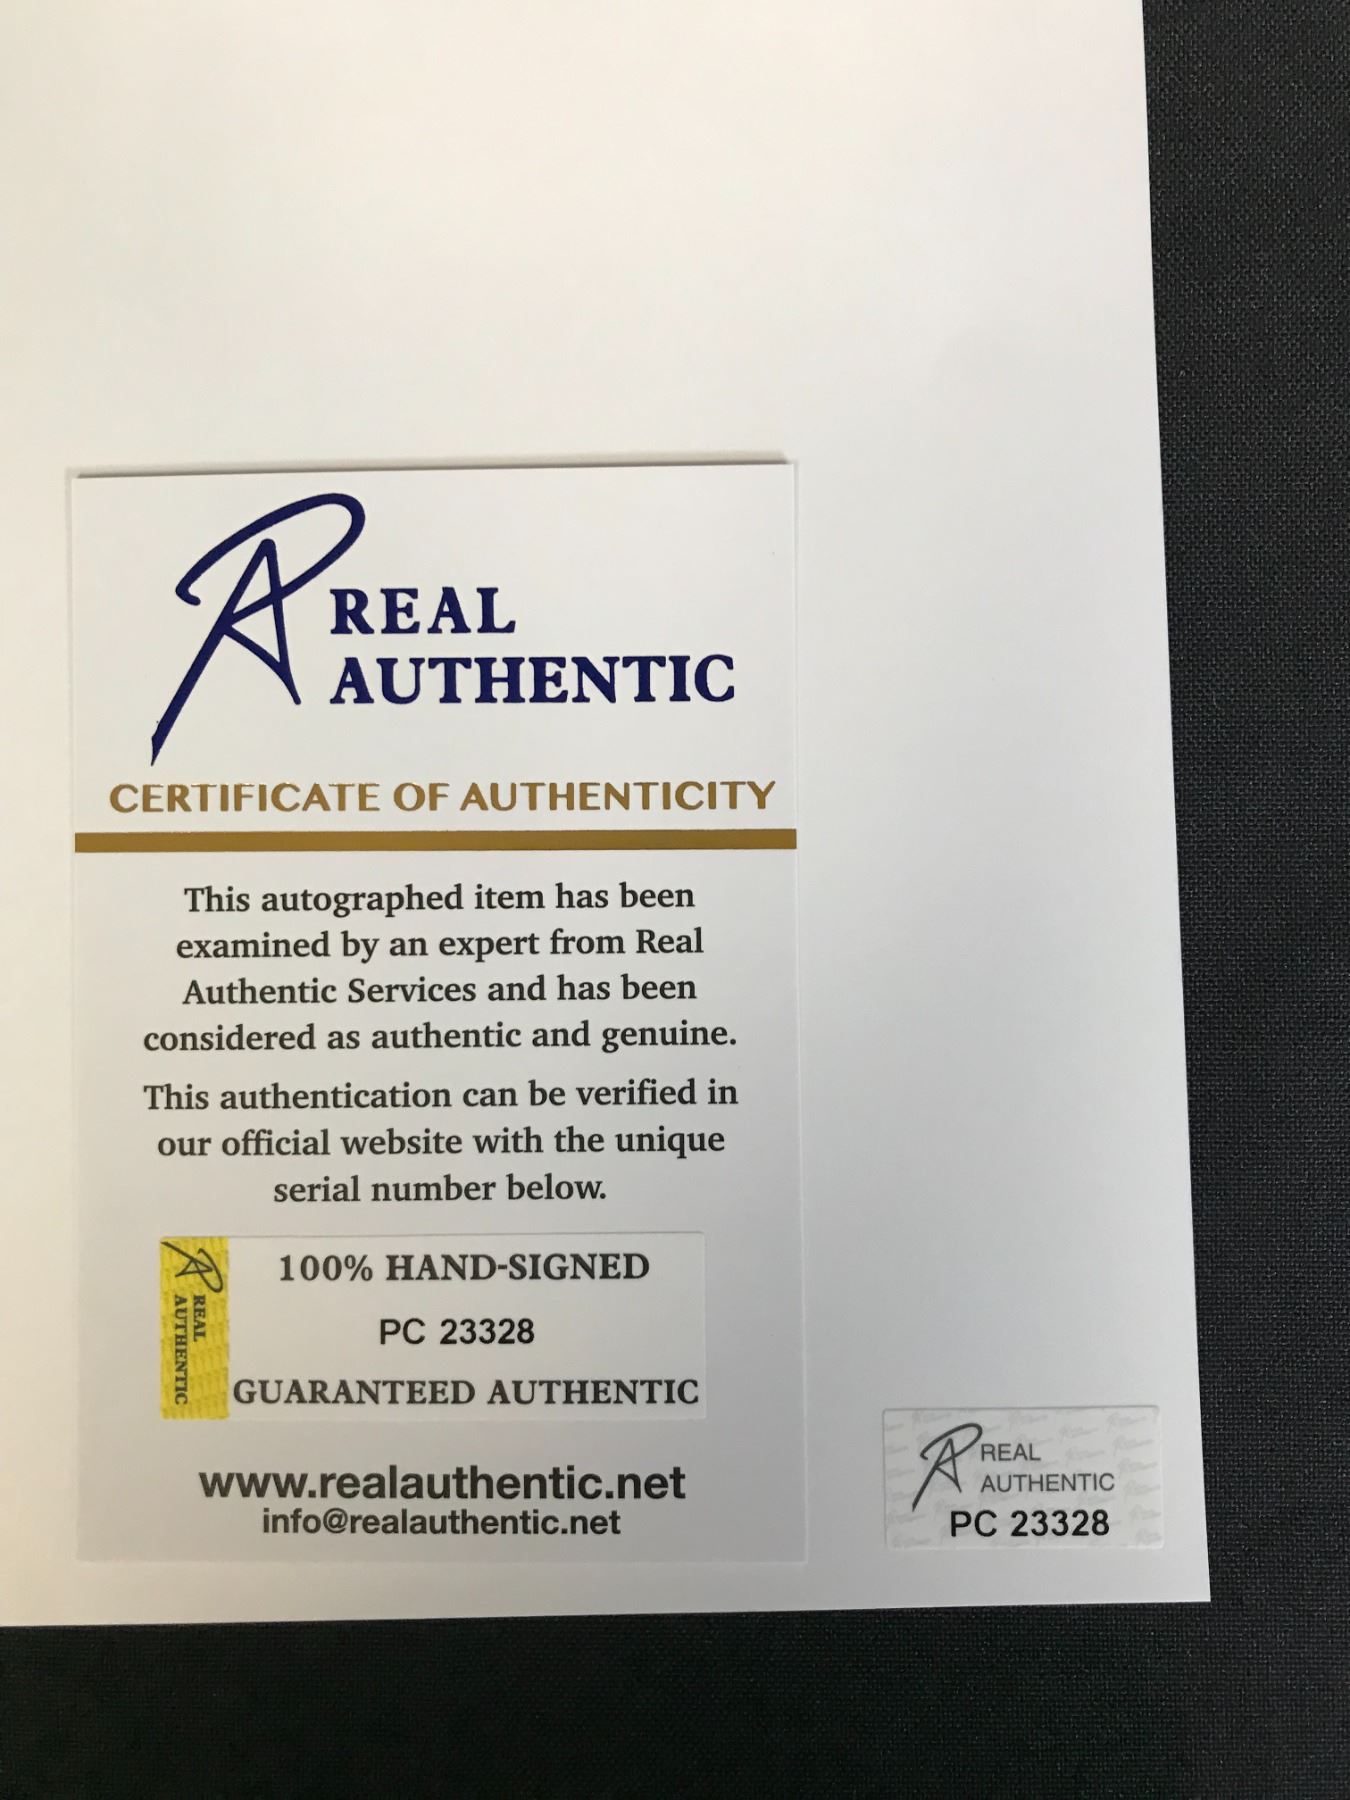 REAL
AUTHENTIC
CERTIFICATE OF AUTHENTICITY
This autographed item has been
examined by an expert from Real
Authentic Services and has been
considered as authentic and genuine.
This authentication can be verified in
our official website with the unique
serial number below.
REAL
AUTHENTIC
100% HAND-SIGNED
PC 23328
GUARANTEED AUTHENTIC
www.realauthentic.net
info@realauthentic.net
REAL
AUTHENTIC
PC 23328